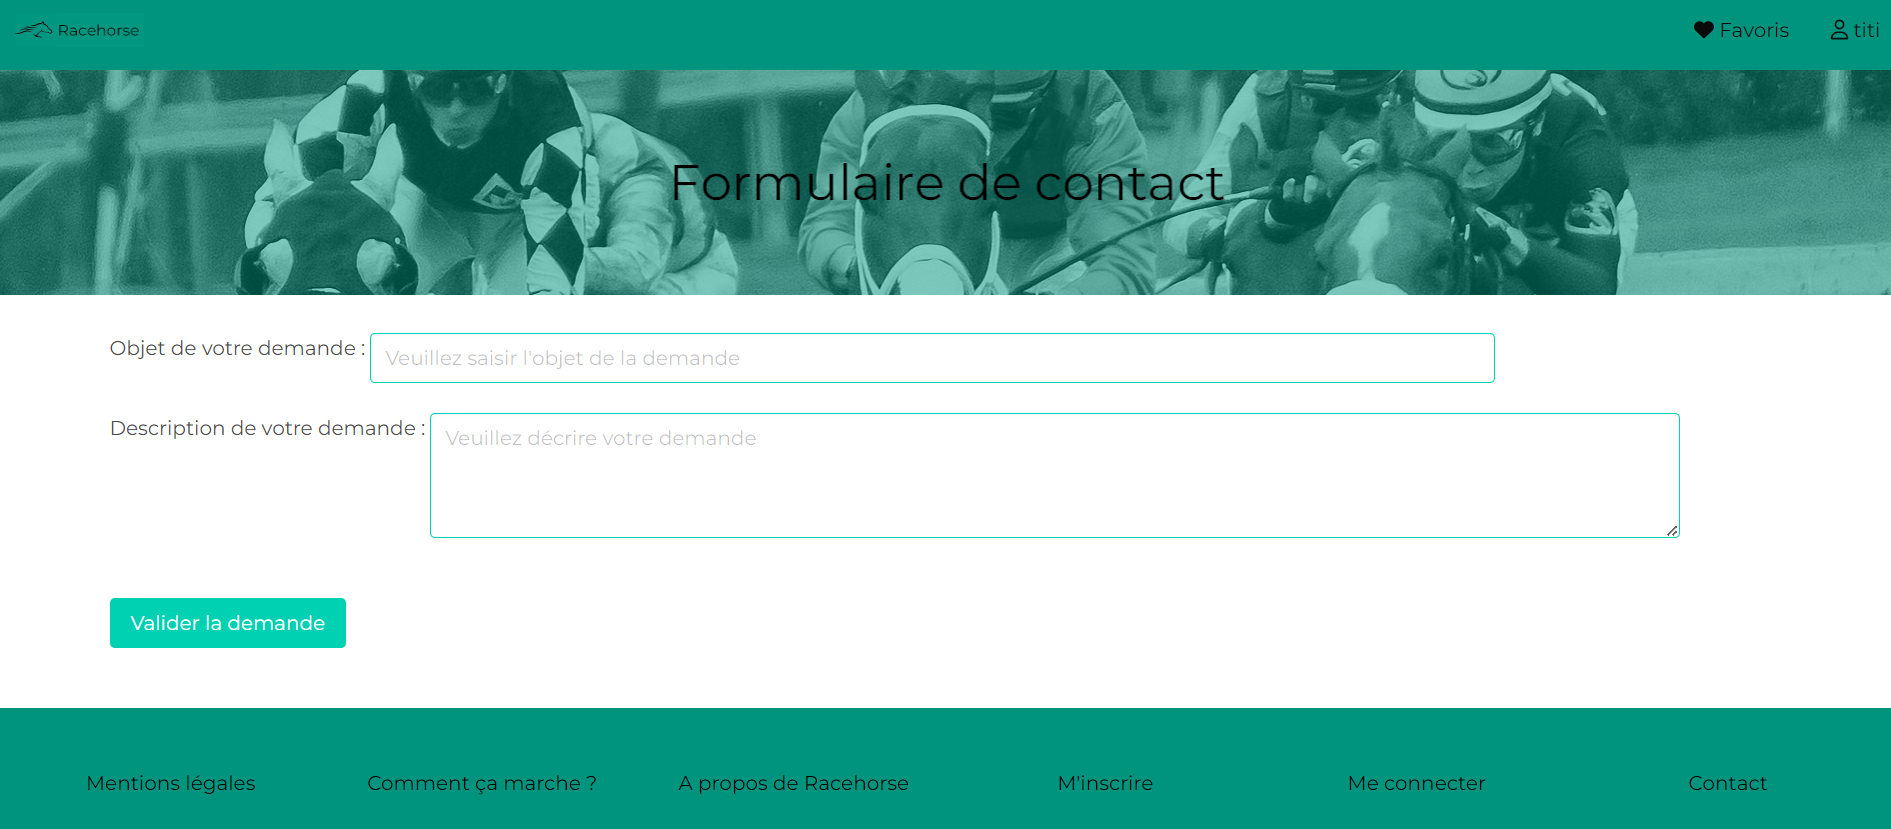 Racehorse
Favoris
titi
Formulaire de contact
Objet de votre demande :
Veuillez saisir l'objet de la demande
Description de votre demande :
Veuillez décrire votre demande
Valider la demande
Mentions légales
Comment ça marche ?
A propos de Racehorse
M'inscrire
Me connecter
Contact